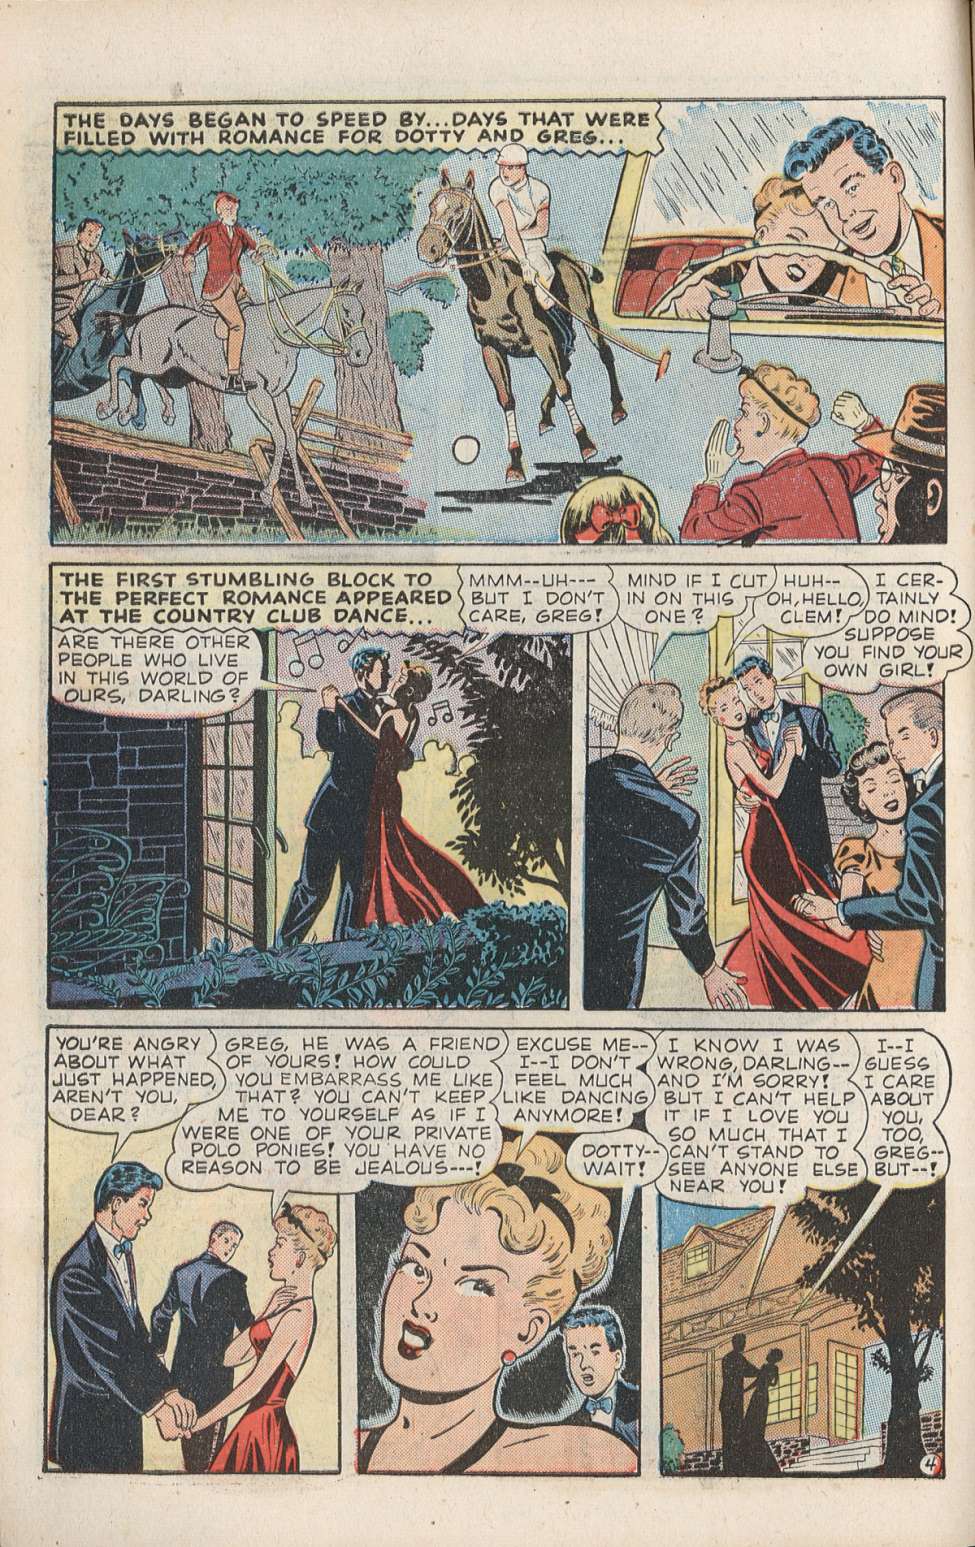 THE DAYS BEGAN TO SPEED BY...DAYS THAT WERE
FILLED WITH ROMANCE FOR DOTTY AND GREG...
THE FIRST STUMBLING BLOCK TO
THE PERFECT ROMANCE APPEARED
AT THE COUNTRY CLUB DANCE...
ARE THERE OTHER
PEOPLE WHO LIVE
IN THIS WORLD OF
OURS, DARLING?
MMM--UH---
BUT I DON'T
CARE, GREG!
MIND IF I CUT
IN ON THIS
ONE?
HUH--
OH, HELLO,
CLEM!
I CER-
TAINLY
DO MIND!
SUPPOSE
YOU FIND YOUR
OWN GIRL!
YOU'RE ANGRY
ABOUT WHAT
JUST HAPPENED,
AREN'T YOU,
DEAR?
GREG, HE WAS A FRIEND
OF YOURS! HOW COULD
YOU EMBARRASS ME LIKE
THAT? YOU CAN'T KEEP
ME TO YOURSELF AS IF I
WERE ONE OF YOUR PRIVATE
POLO PONIES! YOU HAVE NO
REASON TO BE JEALOUS---!
EXCUSE ME--
I--I DON'T
FEEL MUCH
LIKE DANCING
ANYMORE!
DOTTY--
WAIT!
I KNOW I WAS
WRONG, DARLING--
AND I'M SORRY!
BUT I CAN'T HELP
IT IF I LOVE YOU
SO MUCH THAT I
CAN'T STAND TO
SEE ANYONE ELSE
NEAR YOU!
I--I
GUESS
I CARE
ABOUT
YOU,
TOO,
GREG--
BUT--!
4